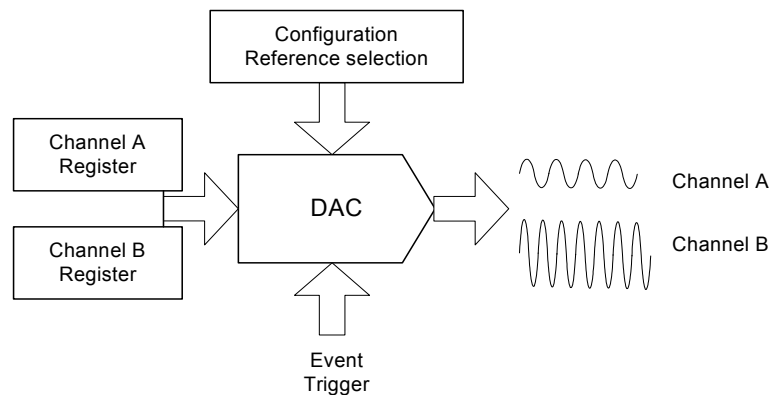 Configuration
Reference selection
Channel A
Register
Channel B
Register
DAC
Channel A
Channel B
Event
Trigger